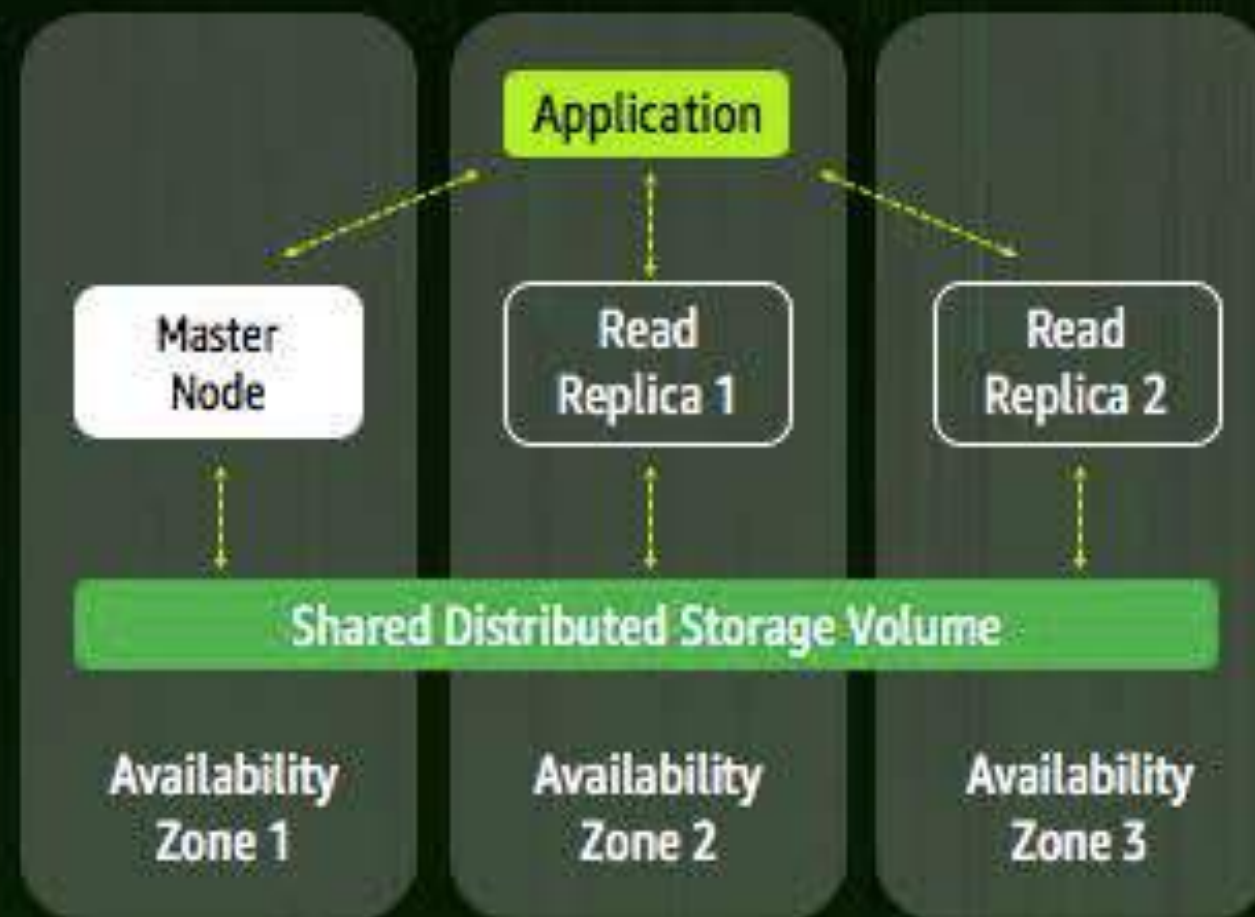 Application
Master
Node
Read
Replica 1
Read
Replica 2
Shared Distributed Storage Volume
Availability
Zone 1
Availability
Zone 2
Availability
Zone 3